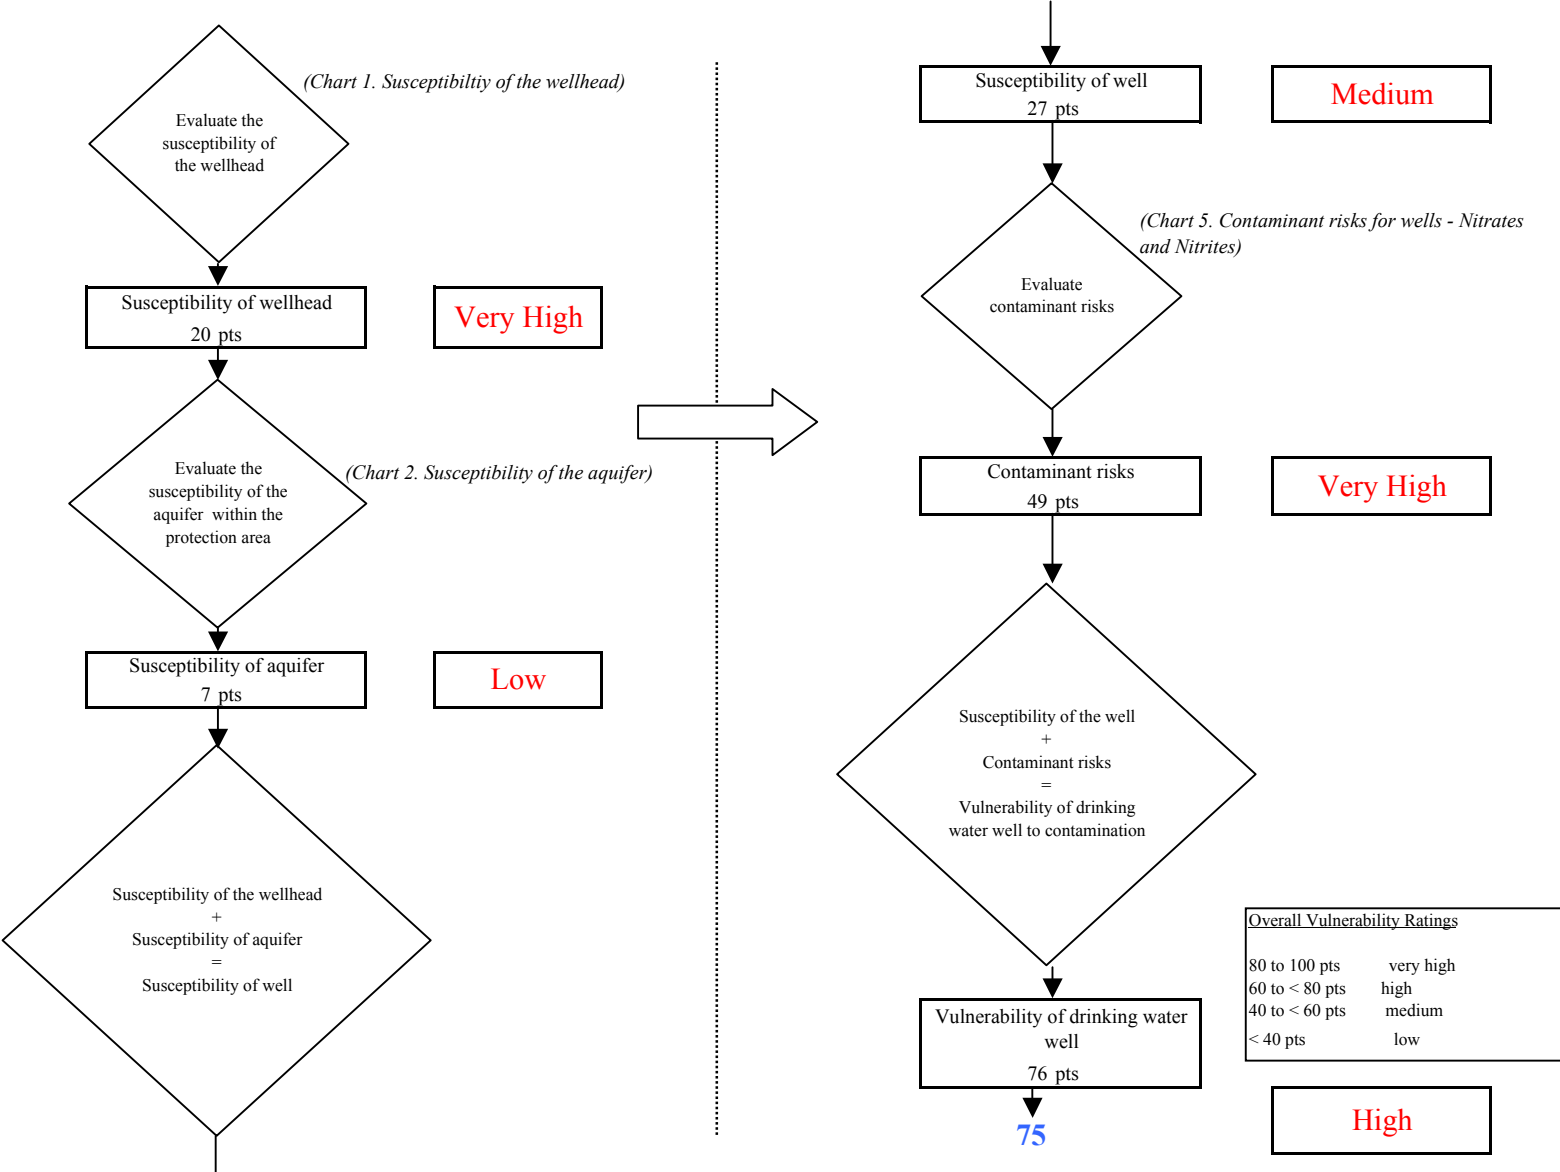 (Chart 1. Susceptibiltiy of the wellhead)
Evaluate the
susceptibility of
the wellhead
Susceptibility of wellhead
20 pts
Very High
Evaluate the
susceptibility of the
aquifer within the
protection area
(Chart 2. Susceptibility of the aquifer)
Susceptibility of aquifer
7 pts
Low
Susceptibility of the wellhead
+
Susceptibility of aquifer
=
Susceptibility of well
Susceptibility of well
27 pts
Medium
(Chart 5. Contaminant risks for wells - Nitrates
and Nitrites)
Evaluate
contaminant risks
Contaminant risks
49 pts
Very High
Susceptibility of the well
+
Contaminant risks
=
Vulnerability of drinking
water well to contamination
Overall Vulnerability Ratings
80 to 100 pts very high
60 to < 80 pts high
40 to < 60 pts medium
< 40 pts low
Vulnerability of drinking water
well
76 pts
75
High